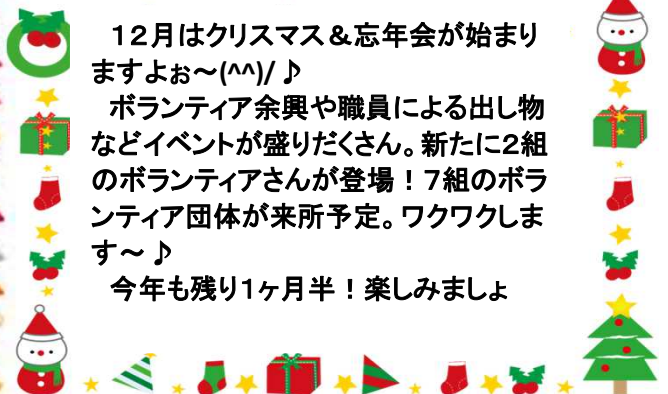 １２月はクリスマス＆忘年会が始まり
ますよぉ～(^^)/♪
　ボランティア余興や職員による出し物
などイベントが盛りだくさん。新たに２組
のボランティアさんが登場！７組のボラ
ンティア団体が来所予定。ワクワクしま
す～♪
　今年も残り１ヶ月半！楽しみましょ